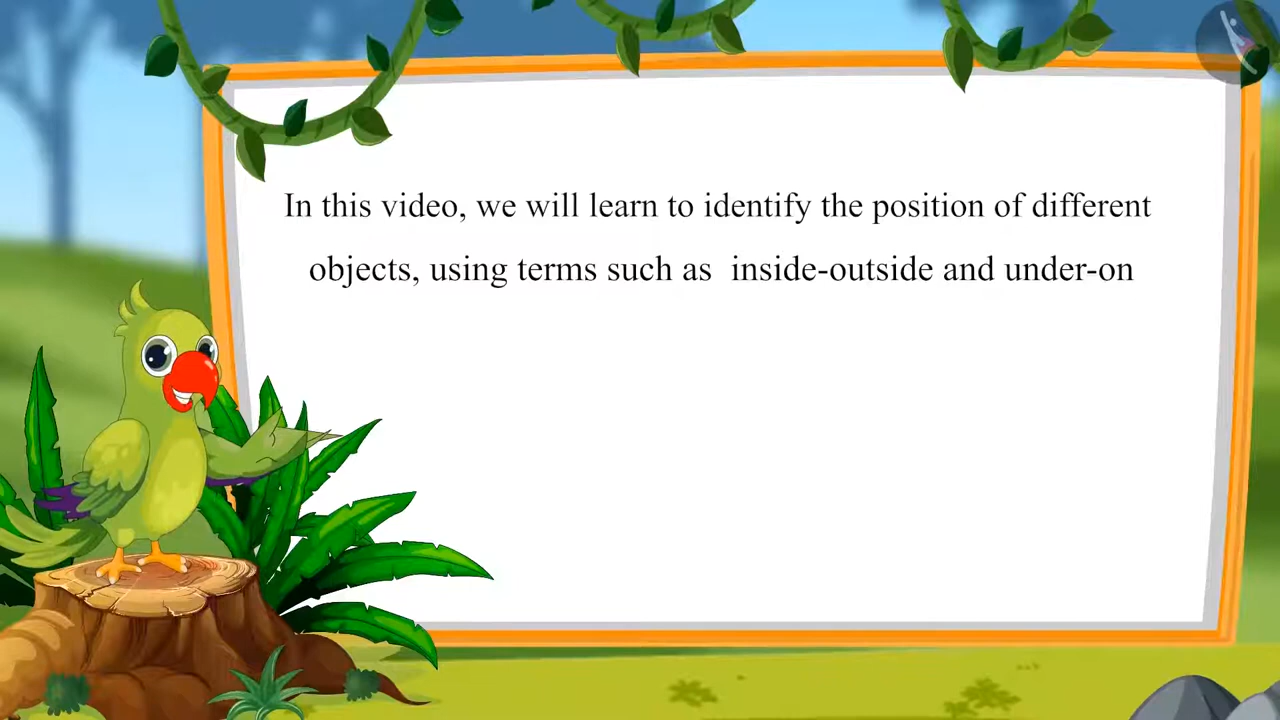 In this video, we will learn to identify the position of different
objects, using terms such as  inside-outside and under-on